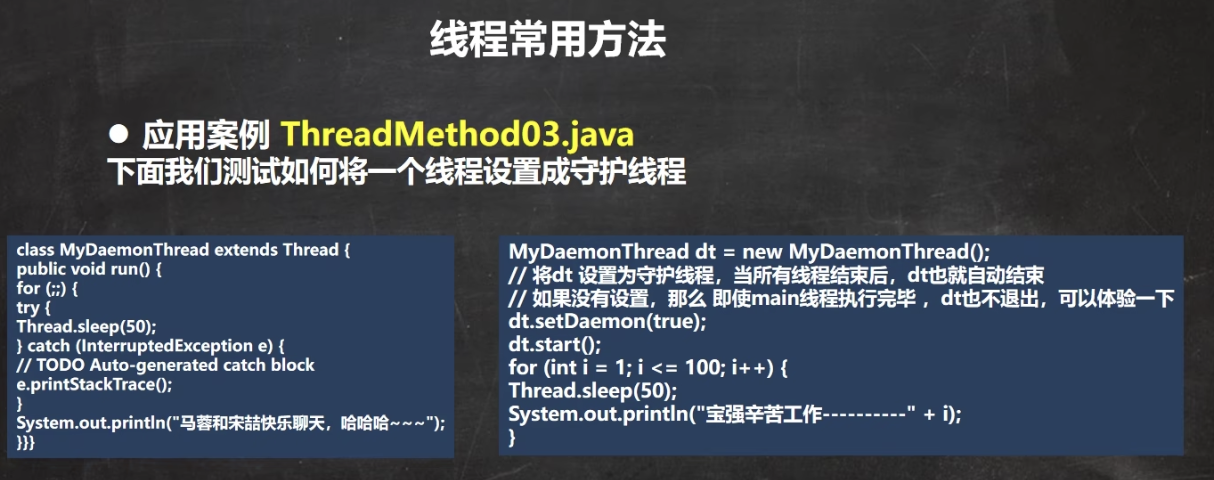 线程常用方法
● 应用案例 ThreadMethod03.java
下面我们测试如何将一个线程设置成守护线程
class MyDaemonThread extends Thread {
public void run() {
for (;;) {
try {
Thread.sleep(50);
} catch (InterruptedException e) {
// TODO Auto-generated catch block
e.printStackTrace();
}
System.out.println("马蓉和宋喆快乐聊天，哈哈哈~~~");
}}}
MyDaemonThread dt = new MyDaemonThread();
// 将dt 设置为守护线程，当所有线程结束后，dt也就自动结束
// 如果没有设置，那么 即使main线程执行完毕 ，dt也不退出，可以体验一下
dt.setDaemon(true);
dt.start();
for (int i = 1; i <= 100; i++) {
Thread.sleep(50);
System.out.println("宝强辛苦工作----------" + i);
}